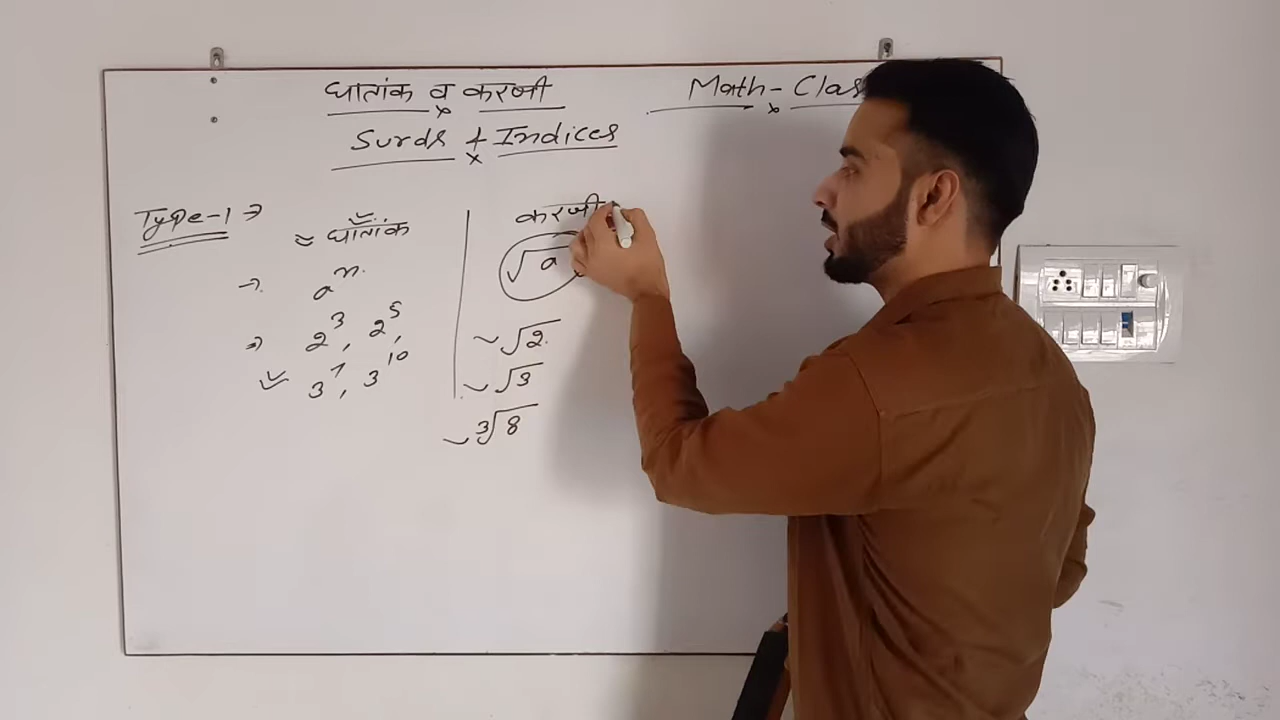 घातांक व करणी
Math - Clas
Surds & Indices
Type-1 →
घातांक
aⁿ
2³, 2⁵,
3⁷, 3¹⁰
करणी
√a
√2
√3
∛8